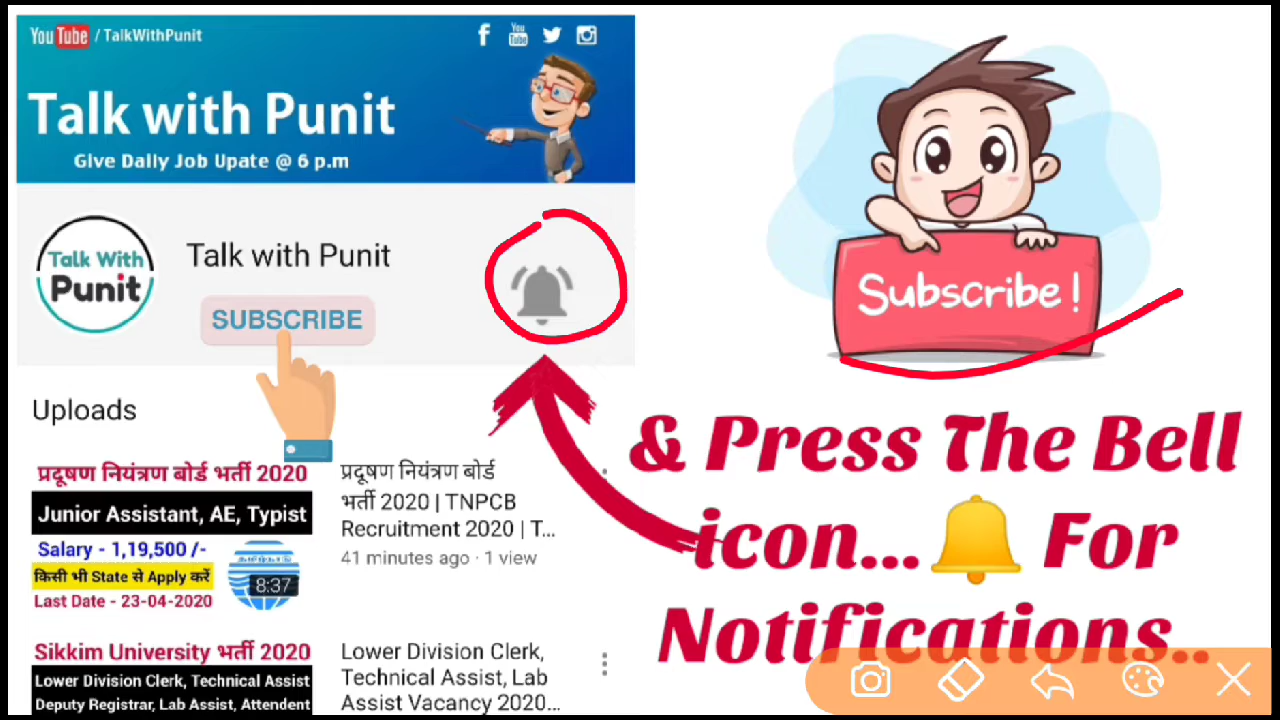 YouTube / TalkWithPunit
You Tube
Talk with Punit
Give Daily Job Upate @ 6 p.m
Talk With
Punit
Talk with Punit
SUBSCRIBE
Subscribe!
& Press The Bell
icon...🔔 For
Notifications..
Uploads
प्रदूषण नियंत्रण बोर्ड भर्ती 2020
Junior Assistant, AE, Typist
Salary - 1,19,500 /-
किसी भी State से Apply करें
Last Date - 23-04-2020
8:37
प्रदूषण नियंत्रण बोर्ड
भर्ती 2020 | TNPCB
Recruitment 2020 | T...
41 minutes ago · 1 view
Sikkim University भर्ती 2020
Lower Division Clerk, Technical Assist
Deputy Registrar, Lab Assist, Attendent
Lower Division Clerk,
Technical Assist, Lab
Assist Vacancy 2020...